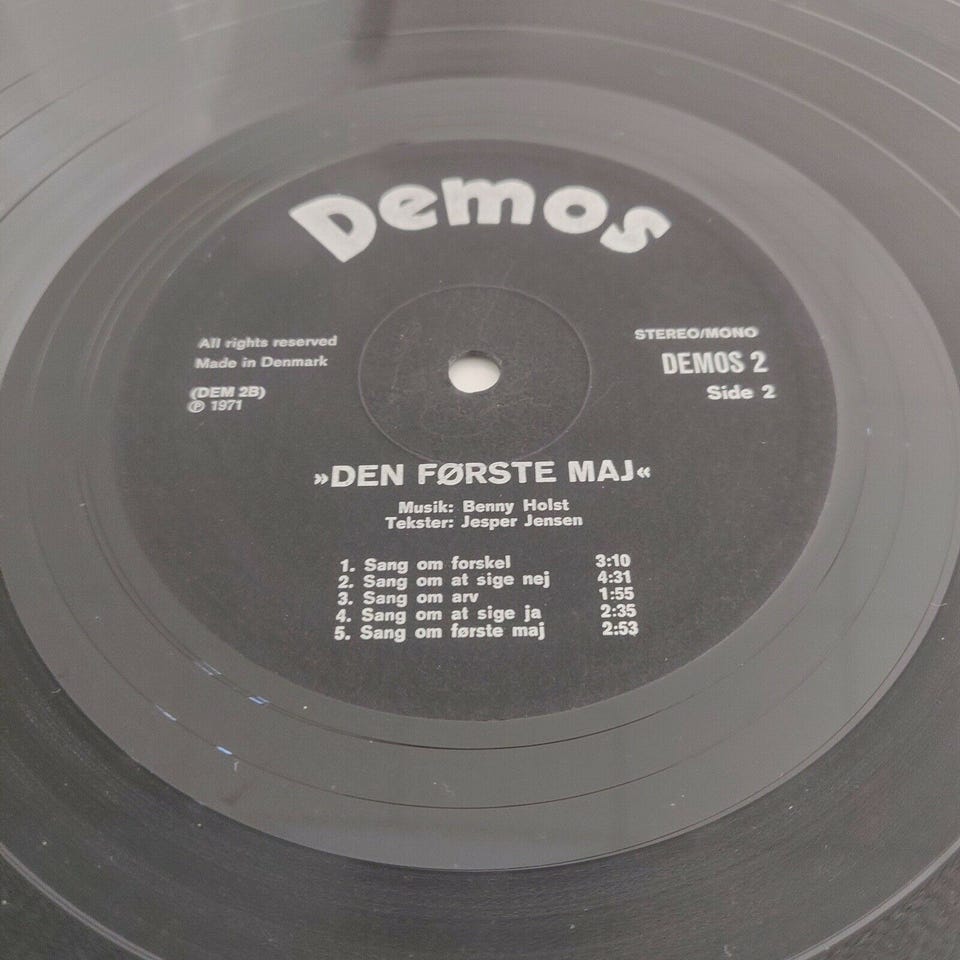 Demos
All rights reserved
Made in Denmark
(DEM 2B)
℗ 1971
STEREO/MONO
DEMOS 2
Side 2
»DEN FØRSTE MAJ«
Musik: Benny Holst
Tekster: Jesper Jensen
1. Sang om forskel 3:10
2. Sang om at sige nej 4:31
3. Sang om arv 1:55
4. Sang om at sige ja 2:35
5. Sang om første maj 2:53